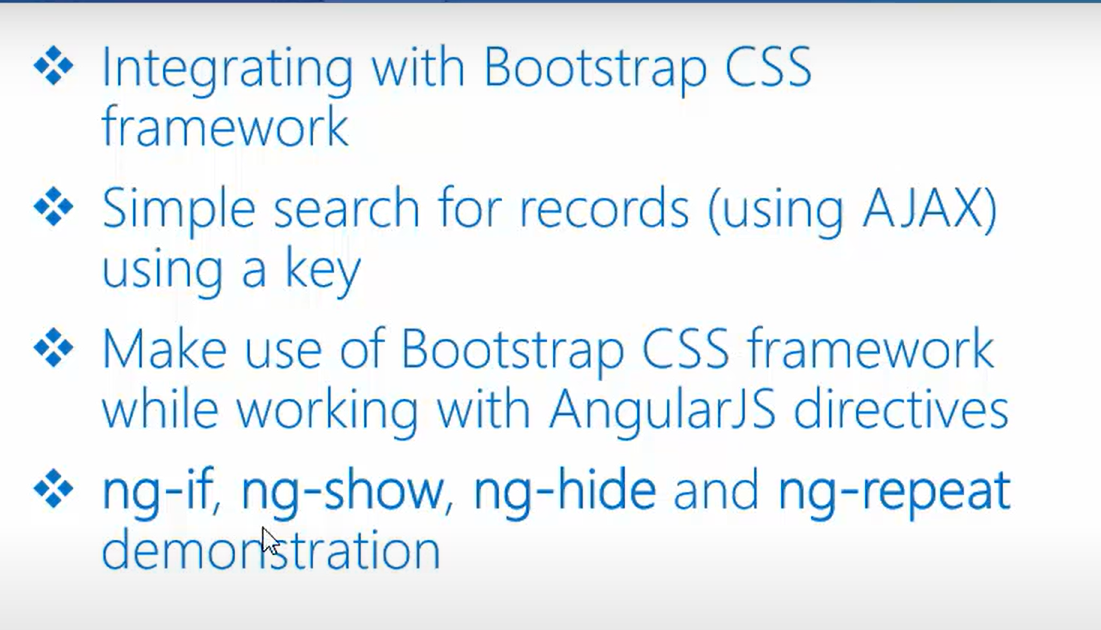 Integrating with Bootstrap CSS
framework
Simple search for records (using AJAX)
using a key
Make use of Bootstrap CSS framework
while working with AngularJS directives
ng-if, ng-show, ng-hide and ng-repeat
demonstration